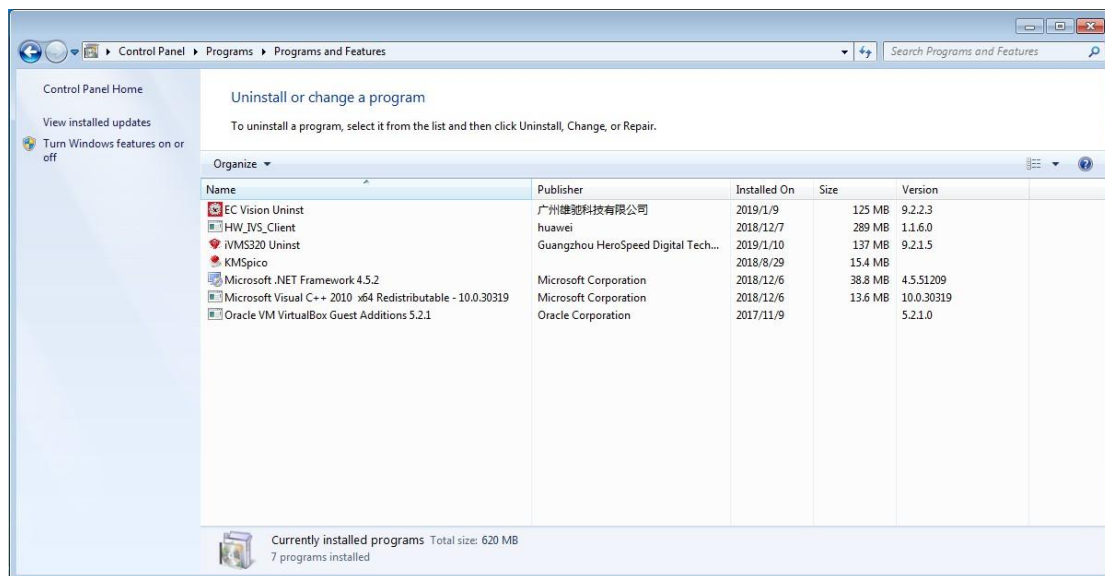 Control Panel Programs Programs and Features
Search Programs and Features
Control Panel Home
View installed updates
Turn Windows features on or
off
Uninstall or change a program
To uninstall a program, select it from the list and then click Uninstall, Change, or Repair.
Organize
Name Publisher Installed On Size Version
EC Vision Uninst 广州雄驰科技有限公司 2019/1/9 125 MB 9.2.2.3
HW_IVS_Client huawei 2018/12/7 289 MB 1.1.6.0
iVMS320 Uninst Guangzhou HeroSpeed Digital Tech... 2019/1/10 137 MB 9.2.1.5
KMSpico 2018/8/29 15.4 MB
Microsoft .NET Framework 4.5.2 Microsoft Corporation 2018/12/6 38.8 MB 4.5.51209
Microsoft Visual C++ 2010 x64 Redistributable - 10.0.30319 Microsoft Corporation 2018/12/6 13.6 MB 10.0.30319
Oracle VM VirtualBox Guest Additions 5.2.1 Oracle Corporation 2017/11/9 5.2.1.0
Currently installed programs Total size: 620 MB
7 programs installed